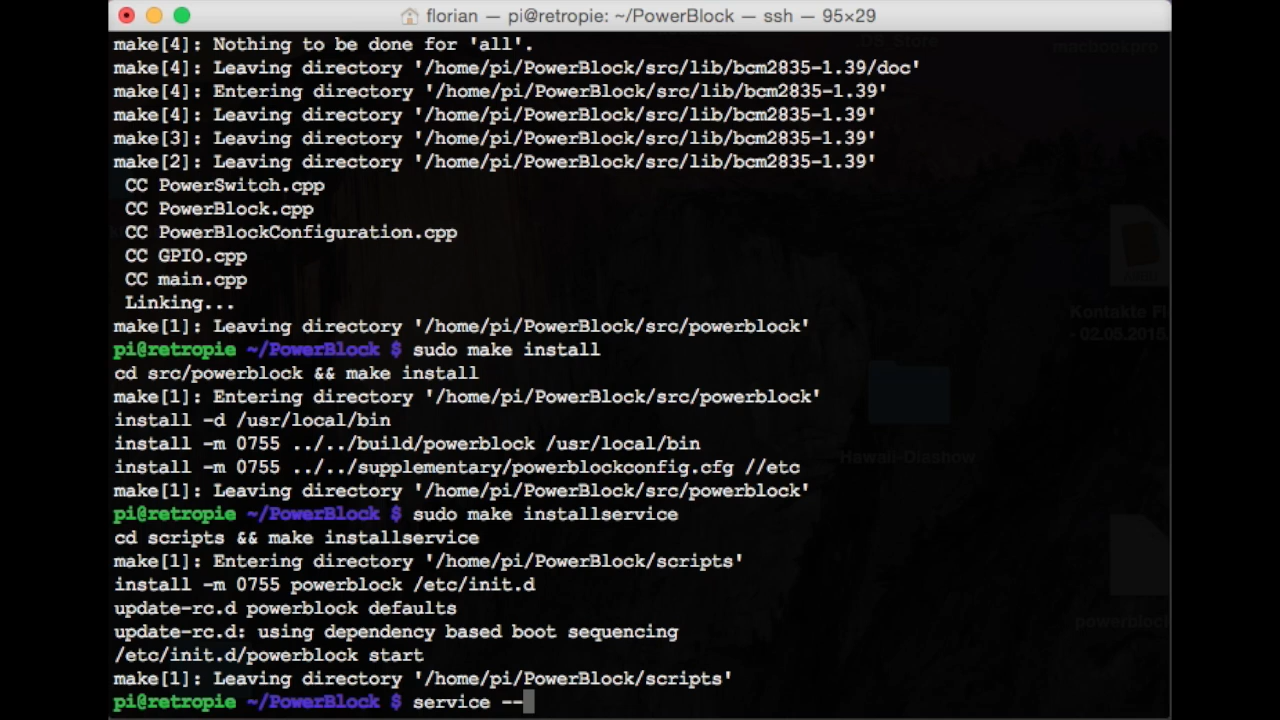 florian — pi@retropie: ~/PowerBlock — ssh — 95×29
make[4]: Nothing to be done for 'all'.
make[4]: Leaving directory '/home/pi/PowerBlock/src/lib/bcm2835-1.39/doc'
make[4]: Entering directory '/home/pi/PowerBlock/src/lib/bcm2835-1.39'
make[4]: Leaving directory '/home/pi/PowerBlock/src/lib/bcm2835-1.39'
make[3]: Leaving directory '/home/pi/PowerBlock/src/lib/bcm2835-1.39'
make[2]: Leaving directory '/home/pi/PowerBlock/src/lib/bcm2835-1.39'
CC PowerSwitch.cpp
CC PowerBlock.cpp
CC PowerBlockConfiguration.cpp
CC GPIO.cpp
CC main.cpp
Linking...
make[1]: Leaving directory '/home/pi/PowerBlock/src/powerblock'
pi@retropie ~/PowerBlock $ sudo make install
cd src/powerblock && make install
make[1]: Entering directory '/home/pi/PowerBlock/src/powerblock'
install -d /usr/local/bin
install -m 0755 ../../build/powerblock /usr/local/bin
install -m 0755 ../../supplementary/powerblockconfig.cfg //etc
make[1]: Leaving directory '/home/pi/PowerBlock/src/powerblock'
pi@retropie ~/PowerBlock $ sudo make installservice
cd scripts && make installservice
make[1]: Entering directory '/home/pi/PowerBlock/scripts'
install -m 0755 powerblock /etc/init.d
update-rc.d powerblock defaults
update-rc.d: using dependency based boot sequencing
/etc/init.d/powerblock start
make[1]: Leaving directory '/home/pi/PowerBlock/scripts'
pi@retropie ~/PowerBlock $ service --
.DS_Store
macbookpro
Kontakte Fl
- 02.05.2015.
Hawaii-Diashow
powerbloc